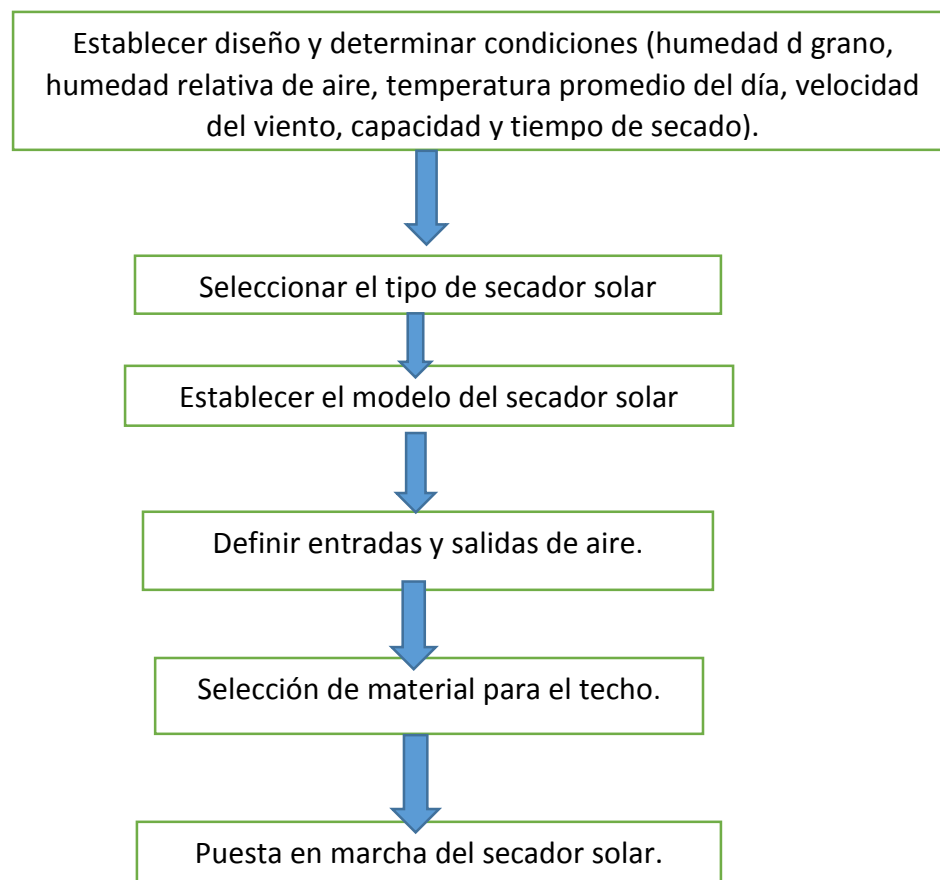 Establecer diseño y determinar condiciones (humedad d grano,
humedad relativa de aire, temperatura promedio del día, velocidad
del viento, capacidad y tiempo de secado).
Seleccionar el tipo de secador solar
Establecer el modelo del secador solar
Definir entradas y salidas de aire.
Selección de material para el techo.
Puesta en marcha del secador solar.